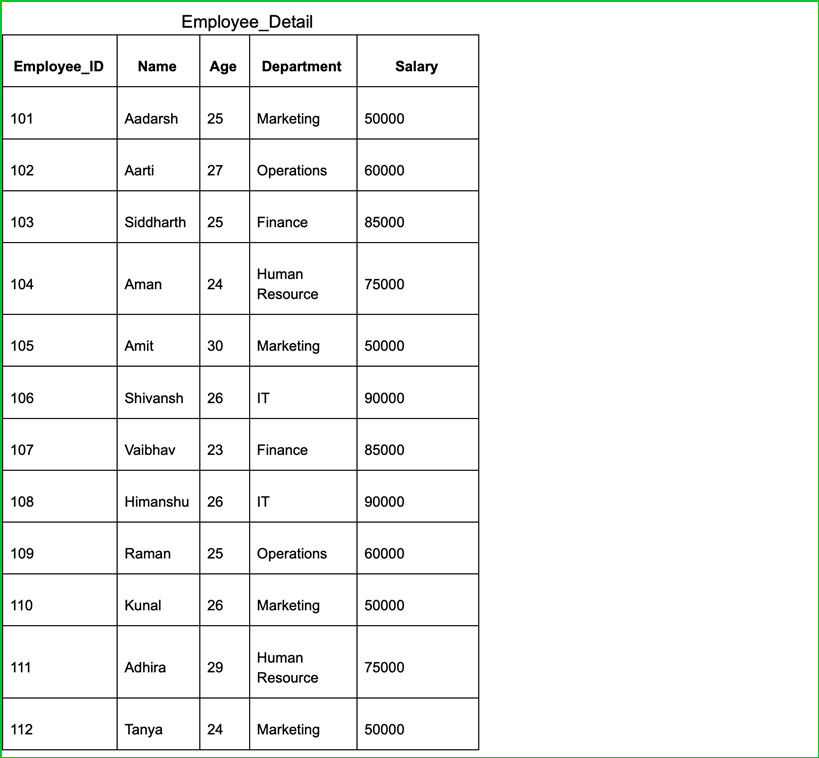 Employee_Detail
Employee_ID Name Age Department Salary
101 Aadarsh 25 Marketing 50000
102 Aarti 27 Operations 60000
103 Siddharth 25 Finance 85000
104 Aman 24 Human Resource 75000
105 Amit 30 Marketing 50000
106 Shivansh 26 IT 90000
107 Vaibhav 23 Finance 85000
108 Himanshu 26 IT 90000
109 Raman 25 Operations 60000
110 Kunal 26 Marketing 50000
111 Adhira 29 Human Resource 75000
112 Tanya 24 Marketing 50000